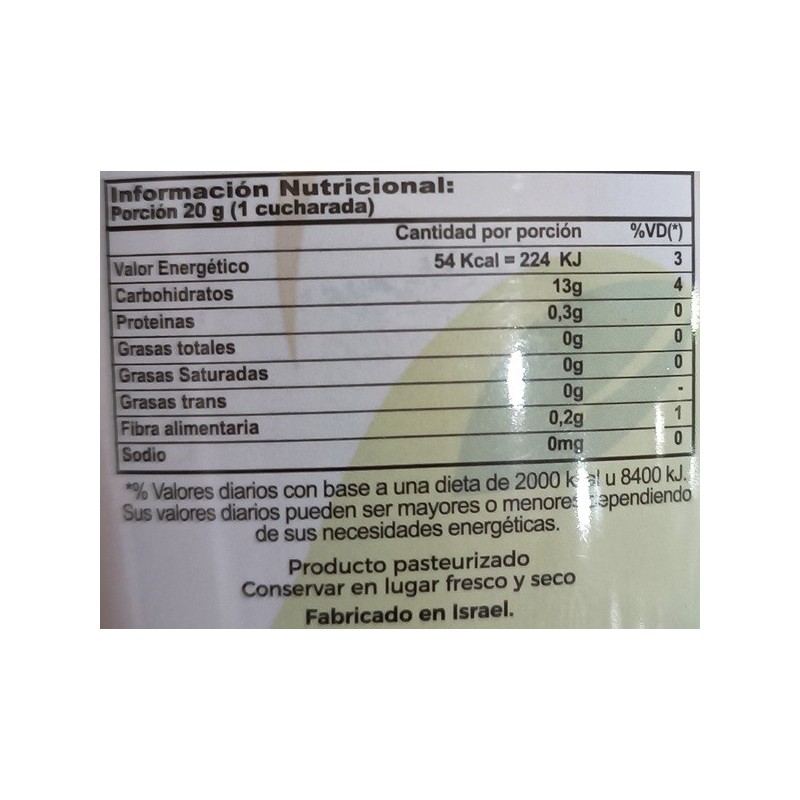 Información Nutricional:
Porción 20 g (1 cucharada)
Cantidad por porción %VD(*)
Valor Energético 54 Kcal = 224 KJ 3
Carbohidratos 13g 4
Proteinas 0,3g 0
Grasas totales 0g 0
Grasas Saturadas 0g 0
Grasas trans 0g -
Fibra alimentaria 0,2g 1
Sodio 0mg 0
*% Valores diarios con base a una dieta de 2000 u 8400 kJ.
Sus valores diarios pueden ser mayores o menores
de sus necesidades energéticas.
Producto pasteurizado
Conservar en lugar fresco y seco
Fabricado en Israel.